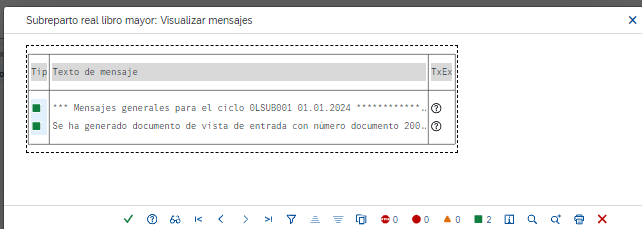 Subreparto real libro mayor: Visualizar mensajes
Tip Texto de mensaje TxEx
*** Mensajes generales para el ciclo 0LSUB001 01.01.2024 ************..
Se ha generado documento de vista de entrada con número documento 200..
0 0 0 2